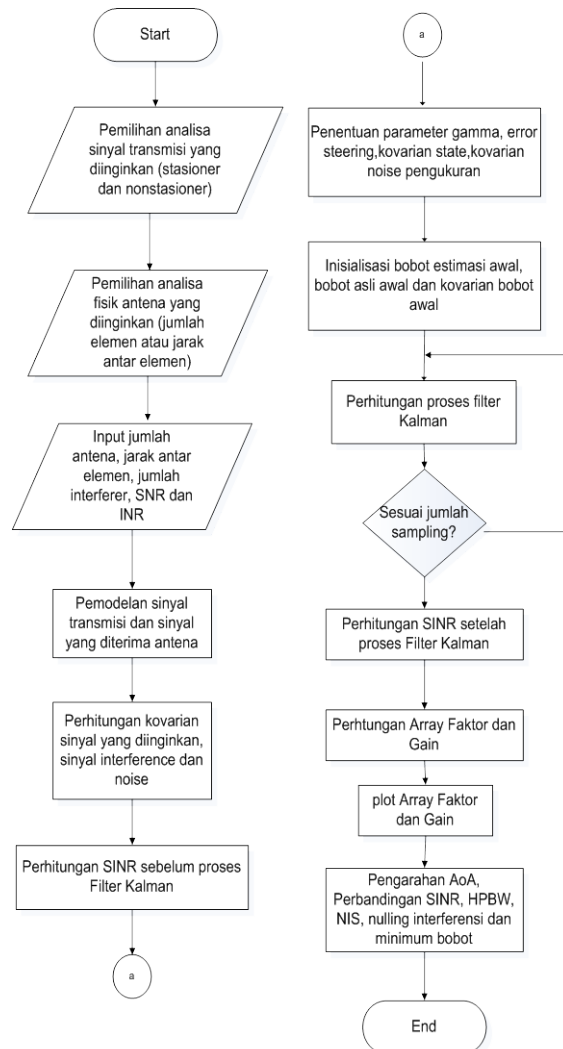 Start
Pemilihan analisa
sinyal transmisi yang
diinginkan (stasioner
dan nonstasioner)
Pemilihan analisa
fisik antena yang
diinginkan (jumlah
elemen atau jarak
antar elemen)
Input jumlah
antena, jarak antar
elemen, jumlah
interferer, SNR dan
INR
Pemodelan sinyal
transmisi dan sinyal
yang diterima antena
Perhitungan kovarian
sinyal yang diinginkan,
sinyal interference dan
noise
Perhitungan SINR sebelum proses
Filter Kalman
a
a
Penentuan parameter gamma, error
steering,kovarian state,kovarian
noise pengukuran
Inisialisasi bobot estimasi awal,
bobot asli awal dan kovarian bobot
awal
Perhitungan proses filter
Kalman
Sesuai jumlah
sampling?
Perhitungan SINR setelah
proses Filter Kalman
Perhtungan Array Faktor dan
Gain
plot Array Faktor
dan Gain
Pengarahan AoA,
Perbandingan SINR, HPBW,
NIS, nulling interferensi dan
minimum bobot
End